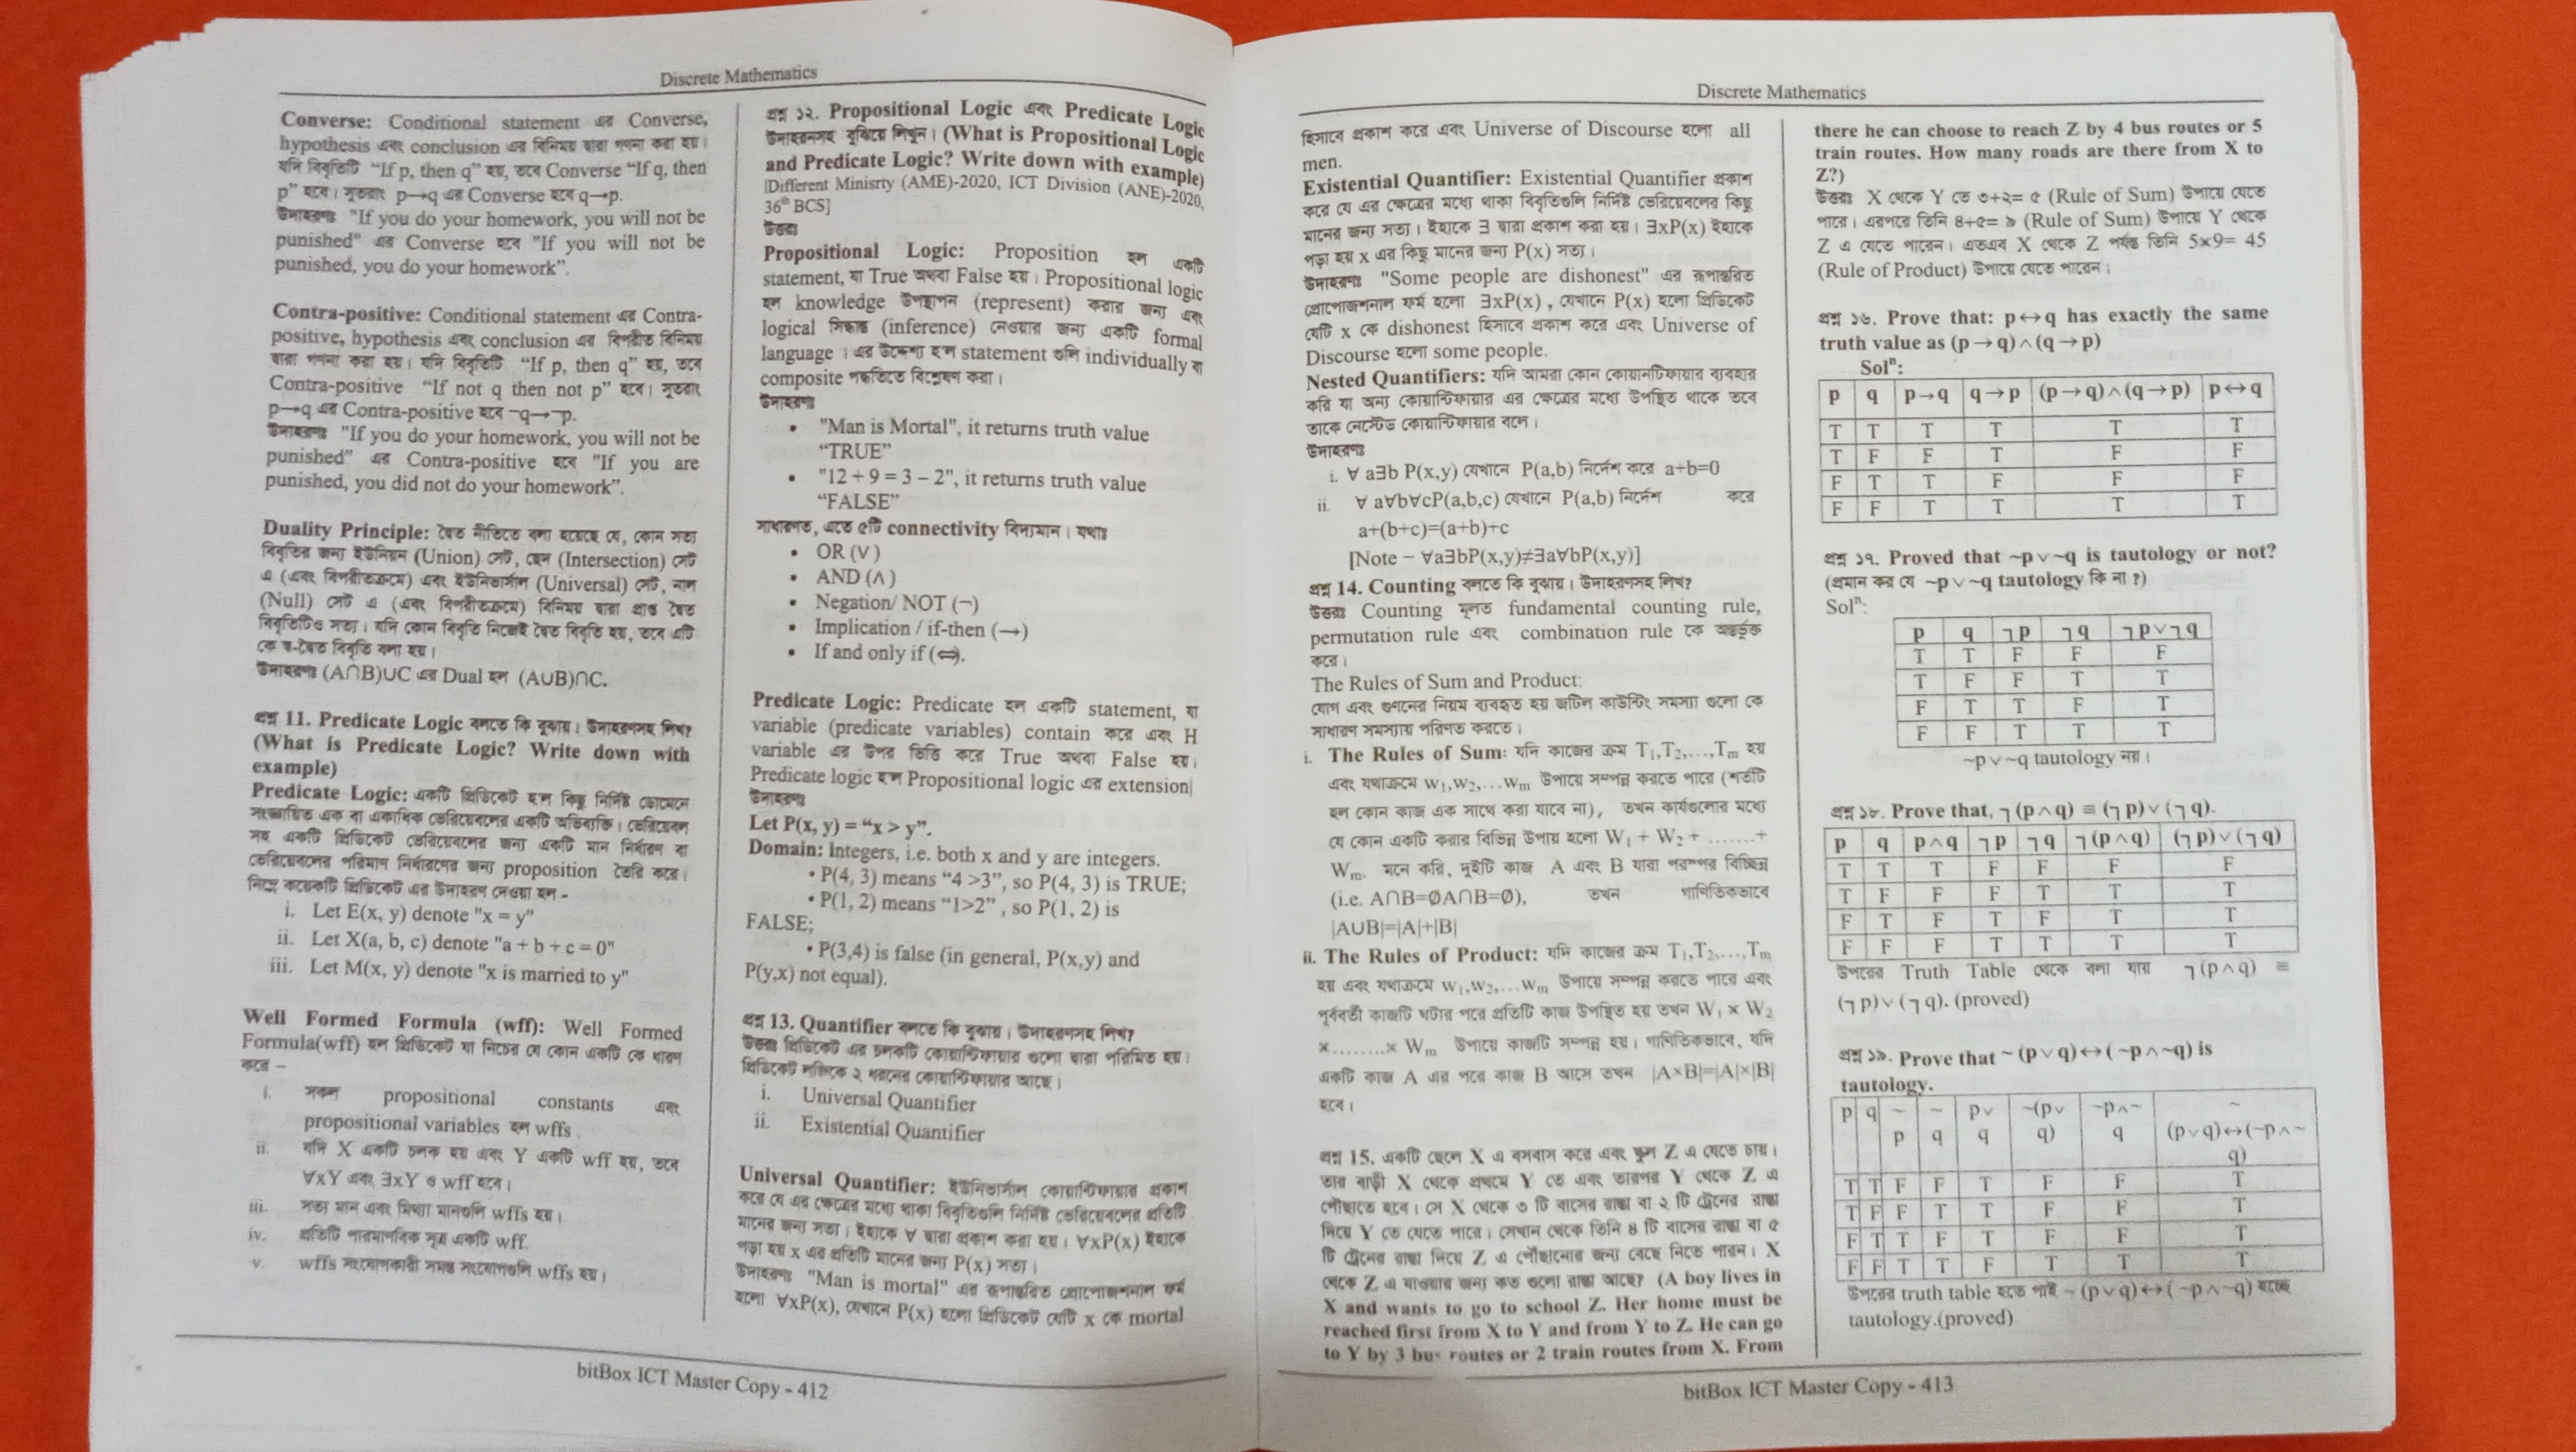 Discrete Mathematics
Converse: Conditional statement এর Converse,
hypothesis এবং conclusion এর বিনিময় দ্বারা গণনা করা হয়।
যদি বিবৃতিটি “If p, then q” হয়, তবে Converse “If q, then
p” হবে। সুতরাং p→q এর Converse হবে q→p.
উদাহরণঃ "If you do your homework, you will not be
punished” এর Converse হবে "If you will not be
punished, you do your homework”.
Contra-positive: Conditional statement এর Contra-
positive, hypothesis এবং conclusion এর বিপরীত বিনিময়
দ্বারা গণনা করা হয়। যদি বিবৃতিটি “If p, then q” হয়, তবে
Contra-positive “If not q then not p” হবে। সুতরাং
p→q এর Contra-positive হবে ¬q→¬p.
উদাহরণঃ "If you do your homework, you will not be
punished” এর Contra-positive হবে "If you are
punished, you did not do your homework”.
Duality Principle: দ্বৈত নীতিতে বলা হয়েছে যে, কোন সত্য
বিবৃতির জন্য ইউনিয়ন (Union) সেট, ছেদ (Intersection) সেট
এ (এবং বিপরীতক্রমে) এবং ইউনিভার্সাল (Universal) সেট, নাল
(Null) সেট এ (এবং বিপরীতক্রমে) বিনিময় দ্বারা প্রাপ্ত দ্বৈত
বিবৃতিটিও সত্য। যদি কোন বিবৃতি নিজেই দ্বৈত বিবৃতি হয়, তবে এটি
কে স্ব-দ্বৈত বিবৃতি বলা হয়।
উদাহরণঃ (A∩B)∪C এর Dual হল (A∪B)∩C.
প্রশ্ন 11. Predicate Logic বলতে কি বুঝায়। উদাহরণসহ লিখ?
(What is Predicate Logic? Write down with
example)
Predicate Logic: একটি প্রিডিকেট হল কিছু নির্দিষ্ট ডোমেনে
সংজ্ঞায়িত এক বা একাধিক ভেরিয়েবলের একটি অভিব্যক্তি। ভেরিয়েবল
সহ একটি প্রিডিকেট ভেরিয়েবলের জন্য একটি মান নির্ধারণ বা
ভেরিয়েবলের পরিমাণ নির্ধারণের জন্য proposition তৈরি করে।
নিম্নে কয়েকটি প্রিডিকেট এর উদাহরণ দেওয়া হল -
i. Let E(x, y) denote "x = y"
ii. Let X(a, b, c) denote "a + b + c = 0"
iii. Let M(x, y) denote "x is married to y"
Well Formed Formula (wff): Well Formed
Formula(wff) হল প্রিডিকেট যা নিচের যে কোন একটি কে ধারণ
করে –
i. সকল propositional constants এবং
propositional variables হল wffs .
ii. যদি X একটি চলক হয় এবং Y একটি wff হয়, তবে
∀xY এবং ∃xY ও wff হবে।
iii. সত্য মান এবং মিথ্যা মানগুলি wffs হয়।
iv. প্রতিটি পারমাণবিক সূত্র একটি wff.
v. wffs সংযোগকারী সমস্ত সংযোগগুলি wffs হয়।
প্রশ্ন ১২. Propositional Logic এবং Predicate Logic
উদাহরনসহ বুঝিয়ে লিখুন। (What is Propositional Logic
and Predicate Logic? Write down with example)
[Different Minisrty (AME)-2020, ICT Division (ANE)-2020,
36th BCS]
উত্তরঃ
Propositional Logic: Proposition হল একটি
statement, যা True অথবা False হয়। Propositional logic
হল knowledge উপস্থাপন (represent) করার জন্য এবং
logical সিদ্ধান্ত (inference) নেওয়ার জন্য একটি formal
language । এর উদ্দেশ্য হল statement গুলি individually বা
composite পদ্ধতিতে বিশ্লেষণ করা।
উদাহরণঃ
• "Man is Mortal", it returns truth value
“TRUE”
• "12 + 9 = 3 – 2", it returns truth value
“FALSE”
সাধারণত, এতে ৫টি connectivity বিদ্যমান। যথাঃ
• OR (∨)
• AND (∧)
• Negation/ NOT (¬)
• Implication / if-then (→)
• If and only if (⇔).
Predicate Logic: Predicate হল একটি statement, যা
variable (predicate variables) contain করে এবং H
variable এর উপর ভিত্তি করে True অথবা False হয়।
Predicate logic হল Propositional logic এর extension|
উদাহরণঃ
Let P(x, y) = “x > y”.
Domain: Integers, i.e. both x and y are integers.
• P(4, 3) means “4 >3”, so P(4, 3) is TRUE;
• P(1, 2) means “1>2” , so P(1, 2) is
FALSE;
• P(3,4) is false (in general, P(x,y) and
P(y,x) not equal).
প্রশ্ন 13. Quantifier বলতে কি বুঝায়। উদাহরণসহ লিখ?
উত্তরঃ প্রিডিকেট এর চলকটি কোয়ান্টিফায়ার গুলো দ্বারা পরিমিত হয়।
প্রিডিকেট লজিকে ২ ধরনের কোয়ান্টিফায়ার আছে।
i. Universal Quantifier
ii. Existential Quantifier
Universal Quantifier: ইউনিভার্সাল কোয়ান্টিফায়ার প্রকাশ
করে যে এর ক্ষেত্রের মধ্যে থাকা বিবৃতিগুলি নির্দিষ্ট ভেরিয়েবলের প্রতিটি
মানের জন্য সত্য। ইহাকে ∀ দ্বারা প্রকাশ করা হয়। ∀xP(x) ইহাকে
পড়া হয় x এর প্রতিটি মানের জন্য P(x) সত্য।
উদাহরণঃ "Man is mortal" এর রূপান্তরিত প্রোপোজিশনাল ফর্ম
হলো ∀xP(x), যেখানে P(x) হলো প্রিডিকেট যেটি x কে mortal
bitBox ICT Master Copy - 412
Discrete Mathematics
হিসাবে প্রকাশ করে এবং Universe of Discourse হলো all
men.
Existential Quantifier: Existential Quantifier প্রকাশ
করে যে এর ক্ষেত্রের মধ্যে থাকা বিবৃতিগুলি নির্দিষ্ট ভেরিয়েবলের কিছু
মানের জন্য সত্য। ইহাকে ∃ দ্বারা প্রকাশ করা হয়। ∃xP(x) ইহাকে
পড়া হয় x এর কিছু মানের জন্য P(x) সত্য।
উদাহরণঃ "Some people are dishonest" এর রূপান্তরিত
প্রোপোজিশনাল ফর্ম হলো ∃xP(x) , যেখানে P(x) হলো প্রিডিকেট
যেটি x কে dishonest হিসাবে প্রকাশ করে এবং Universe of
Discourse হলো some people.
Nested Quantifiers: যদি আমরা কোন কোয়ানটিফায়ার ব্যবহার
করি যা অন্য কোয়ান্টিফায়ার এর ক্ষেত্রের মধ্যে উপস্থিত থাকে তবে
তাকে নেস্টেড কোয়ান্টিফায়ার বলে।
উদাহরণঃ
i. ∀ a∃b P(x,y) যেখানে P(a,b) নির্দেশ করে a+b=0
ii. ∀ a∀b∀cP(a,b,c) যেখানে P(a,b) নির্দেশ করে
a+(b+c)=(a+b)+c
[Note – ∀a∃bP(x,y)≠∃a∀bP(x,y)]
প্রশ্ন 14. Counting বলতে কি বুঝায়। উদাহরণসহ লিখ?
উত্তরঃ Counting মূলত fundamental counting rule,
permutation rule এবং combination rule কে অন্তর্ভুক্ত
করে।
The Rules of Sum and Product:
যোগ এবং গুণনের নিয়ম ব্যবহৃত হয় জটিল কাউন্টিং সমস্যা গুলো কে
সাধারণ সমস্যায় পরিণত করতে।
i. The Rules of Sum: যদি কাজের ক্রম T1,T2,…,Tm হয়
এবং যথাক্রমে w1,w2,…wm উপায়ে সম্পন্ন করতে পারে (শর্তটি
হল কোন কাজ এক সাথে করা যাবে না), তখন কার্যগুলোর মধ্যে
যে কোন একটি করার বিভিন্ন উপায় হলো W1 + W2 + ........+
Wm. মনে করি, দুইটি কাজ A এবং B যারা পরস্পর বিচ্ছিন্ন
(i.e. A∩B=∅A∩B=∅), তখন গাণিতিকভাবে
|A∪B|=|A|+|B|
ii. The Rules of Product: যদি কাজের ক্রম T1,T2,…,Tm
হয় এবং যথাক্রমে w1,w2,…wm উপায়ে সম্পন্ন করতে পারে এবং
পূর্ববর্তী কাজটি ঘটার পরে প্রতিটি কাজ উপস্থিত হয় তখন W1 × W2
×........× Wm উপায়ে কাজটি সম্পন্ন হয়। গাণিতিকভাবে, যদি
একটি কাজ A এর পরে কাজ B আসে তখন |A×B|=|A|×|B|
হবে।
প্রশ্ন 15. একটি ছেলে X এ বসবাস করে এবং স্কুল Z এ যেতে চায়।
তার বাড়ী X থেকে প্রথমে Y তে এবং তারপর Y থেকে Z এ
পৌঁছাতে হবে। সে X থেকে ৩ টি বাসের রাস্তা বা ২ টি ট্রেনের রাস্তা
দিয়ে Y তে যেতে পারে। সেখান থেকে তিনি ৪ টি বাসের রাস্তা বা ৫
টি ট্রেনের রাস্তা দিয়ে Z এ পৌঁছানোর জন্য বেছে নিতে পারন। X
থেকে Z এ যাওয়ার জন্য কত গুলো রাস্তা আছে? (A boy lives in
X and wants to go to school Z. Her home must be
reached first from X to Y and from Y to Z. He can go
to Y by 3 bus routes or 2 train routes from X. From
there he can choose to reach Z by 4 bus routes or 5
train routes. How many roads are there from X to
Z?)
উত্তরঃ X থেকে Y তে ৩+২= ৫ (Rule of Sum) উপায়ে যেতে
পারে। এরপরে তিনি ৪+৫= ৯ (Rule of Sum) উপায়ে Y থেকে
Z এ যেতে পারেন। এতএব X থেকে Z পর্যন্ত তিনি 5×9= 45
(Rule of Product) উপায়ে যেতে পারেন।
প্রশ্ন ১৬. Prove that: p↔q has exactly the same
truth value as (p→q)∧(q→p)
Solⁿ:
p q p→q q→p (p→q)∧(q→p) p↔q
T T T T T T
T F F T F F
F T T F F F
F F T T T T
প্রশ্ন ১৭. Proved that ~p∨~q is tautology or not?
(প্রমান কর যে ~p∨~q tautology কি না ?)
Solⁿ:
p q ¬p ¬q ¬p∨¬q
T T F F F
T F F T T
F T T F T
F F T T T
~p∨~q tautology নয়।
প্রশ্ন ১৮. Prove that, ¬(p∧q) ≡ (¬p)∨(¬q).
p q p∧q ¬p ¬q ¬(p∧q) (¬p)∨(¬q)
T T T F F F F
T F F F T T T
F T F T F T T
F F F T T T T
উপরের Truth Table থেকে বলা যায় ¬(p∧q) ≡
(¬p)∨(¬q). (proved)
প্রশ্ন ১৯. Prove that ~(p∨q)↔(~p∧~q) is
tautology.
p q ~ ~ p∨ ~(p∨ ~p∧~ ~
p q q q) q (p∨q)↔(~p∧~
q)
T T F F T F F T
T F F T T F F T
F T T F T F F T
F F T T F T T T
উপরের truth table হতে পাই ~(p∨q)↔(~p∧~q) হচ্ছে
tautology.(proved)
bitBox ICT Master Copy - 413